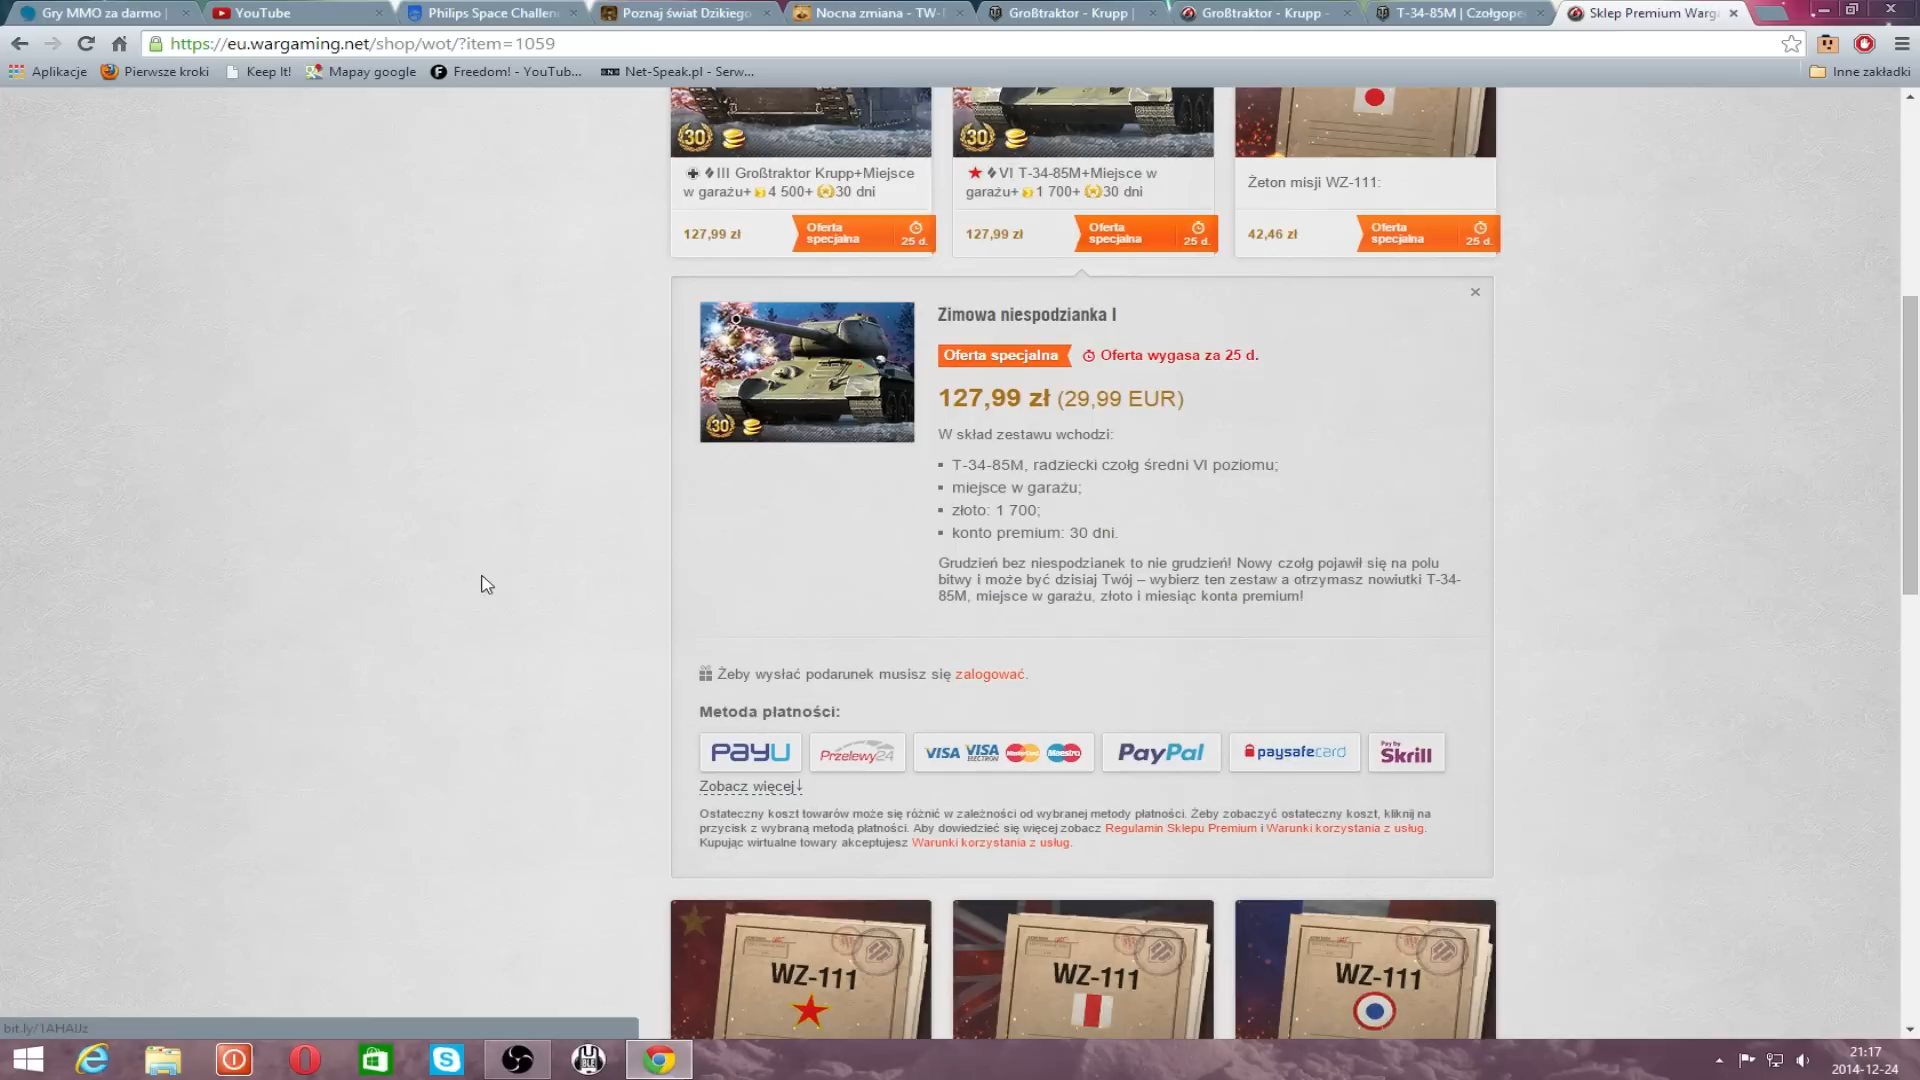 Gry MMO za darmo |
YouTube
Philips Space Challen
Poznaj świat Dzikiego
Nocna zmiana - TW-
Großtraktor - Krupp |
Großtraktor - Krupp -
T-34-85M | Czołgope
Sklep Premium Warga
https://eu.wargaming.net/shop/wot/?item=1059
Aplikacje
Pierwsze kroki
Keep It!
Mapay google
Freedom! - YouTub...
Net-Speak.pl - Serw...
Inne zakładki
30
30
III Großtraktor Krupp+Miejsce
w garażu+ 4 500+ 30 dni
VI T-34-85M+Miejsce w
garażu+ 1 700+ 30 dni
Żeton misji WZ-111:
127,99 zł
Oferta
specjalna
25 d.
127,99 zł
Oferta
specjalna
25 d.
42,46 zł
Oferta
specjalna
25 d.
Zimowa niespodzianka I
Oferta specjalna
Oferta wygasa za 25 d.
127,99 zł (29,99 EUR)
30
W skład zestawu wchodzi:
T-34-85M, radziecki czołg średni VI poziomu;
miejsce w garażu;
złoto: 1 700;
konto premium: 30 dni.
Grudzień bez niespodzianek to nie grudzień! Nowy czołg pojawił się na polu
bitwy i może być dzisiaj Twój – wybierz ten zestaw a otrzymasz nowiutki T-34-
85M, miejsce w garażu, złoto i miesiąc konta premium!
Żeby wysłać podarunek musisz się zalogować.
Metoda płatności:
PayU
Przelewy24
VISA VISA ELECTRON MasterCard Maestro
PayPal
paysafecard
Pay by Skrill
Zobacz więcej↓
Ostateczny koszt towarów może się różnić w zależności od wybranej metody płatności. Żeby zobaczyć ostateczny koszt, kliknij na
przycisk z wybraną metodą płatności. Aby dowiedzieć się więcej zobacz Regulamin Sklepu Premium i Warunki korzystania z usług.
Kupując wirtualne towary akceptujesz Warunki korzystania z usług.
WZ-111
WZ-111
WZ-111
bit.ly/1AHAIJz
21:17
2014-12-24